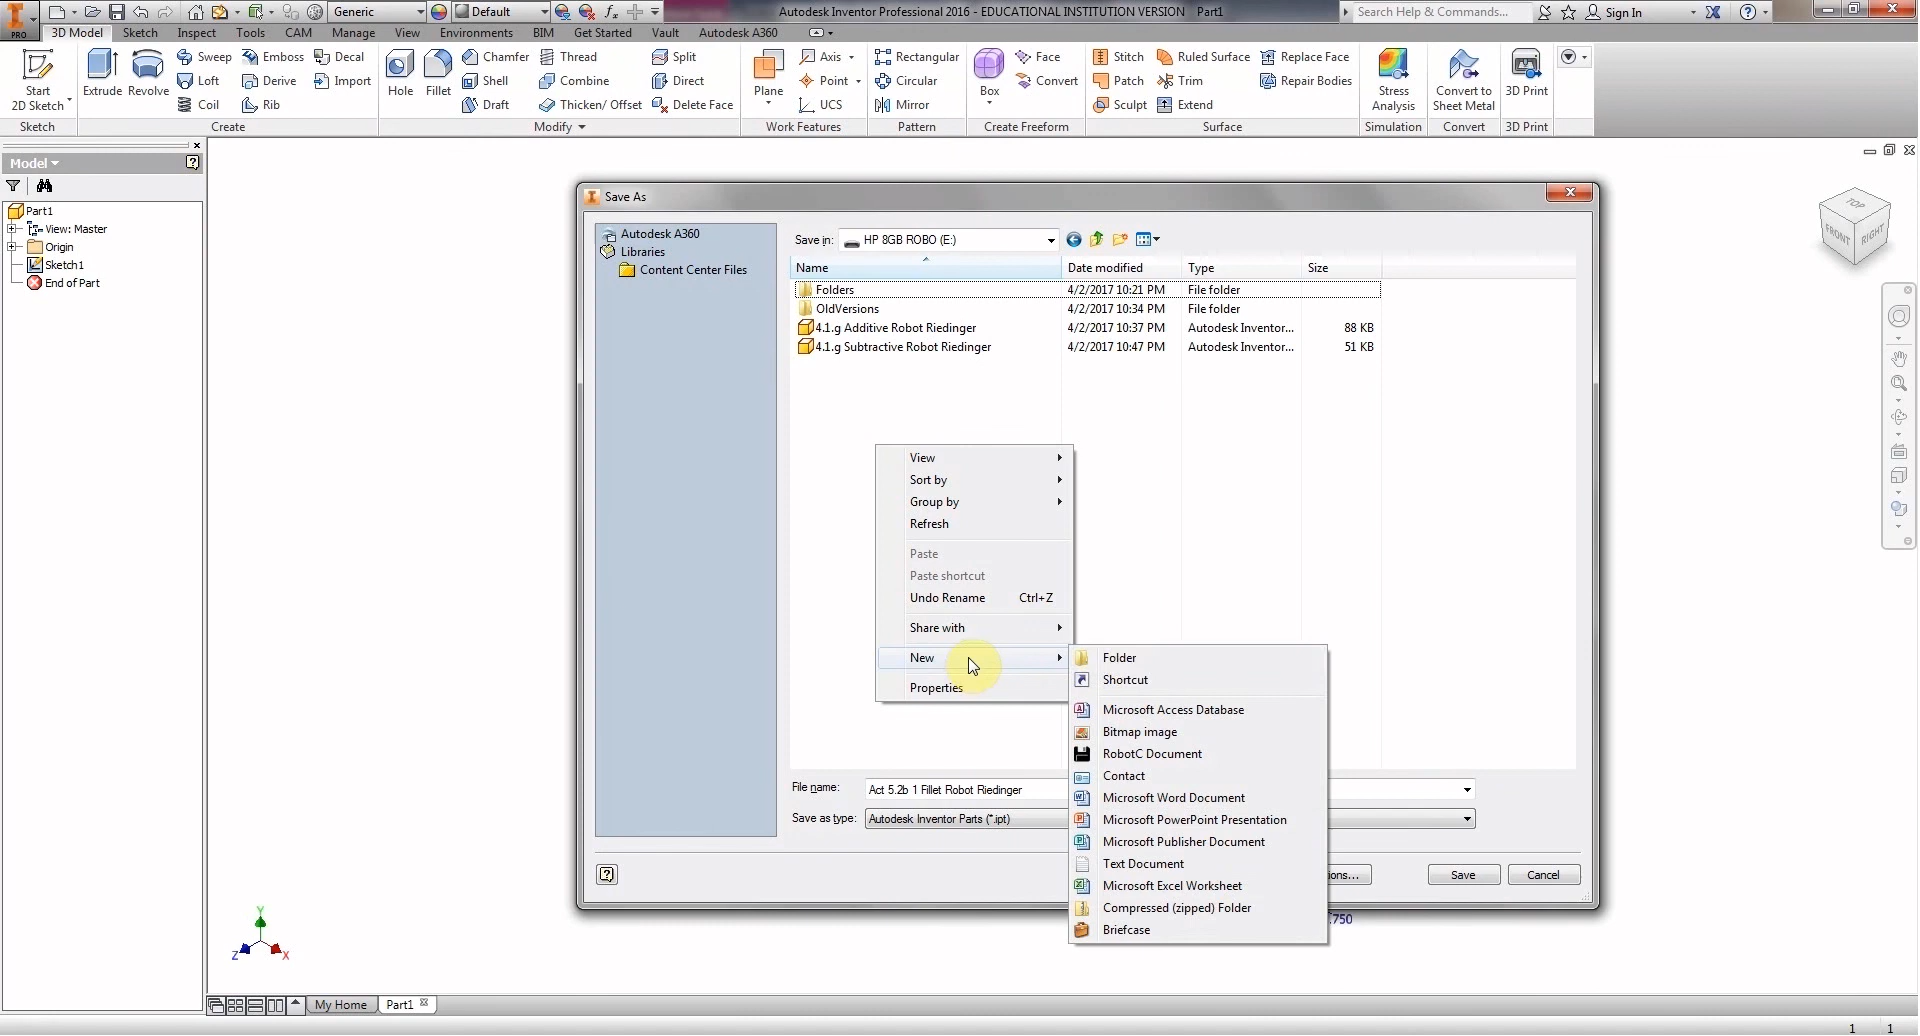 Generic
Default
Autodesk Inventor Professional 2016 - EDUCATIONAL INSTITUTION VERSION Part1
Search Help & Commands...
Sign In
PRO
3D Model Sketch Inspect Tools CAM Manage View Environments BIM Get Started Vault Autodesk A360
Start
2D Sketch
Sketch
Extrude
Revolve
Sweep Emboss Decal
Loft Derive Import
Coil Rib
Create
Hole
Fillet
Chamfer Thread Split
Shell Combine Direct
Draft Thicken/ Offset Delete Face
Modify
Plane
Axis
Point
UCS
Work Features
Rectangular
Circular
Mirror
Pattern
Box
Face
Convert
Create Freeform
Stitch Ruled Surface Replace Face
Patch Trim Repair Bodies
Sculpt Extend
Surface
Stress
Analysis
Simulation
Convert to
Sheet Metal
Convert
3D Print
3D Print
Model
Part1
View: Master
Origin
Sketch1
End of Part
TOP
FRONT
RIGHT
Save As
Autodesk A360
Libraries
Content Center Files
Save in: HP 8GB ROBO (E:)
Name Date modified Type Size
Folders 4/2/2017 10:21 PM File folder
OldVersions 4/2/2017 10:34 PM File folder
4.1.g Additive Robot Riedinger 4/2/2017 10:37 PM Autodesk Inventor... 88 KB
4.1.g Subtractive Robot Riedinger 4/2/2017 10:47 PM Autodesk Inventor... 51 KB
View
Sort by
Group by
Refresh
Paste
Paste shortcut
Undo Rename Ctrl+Z
Share with
New
Properties
Folder
Shortcut
Microsoft Access Database
Bitmap image
RobotC Document
Contact
Microsoft Word Document
Microsoft PowerPoint Presentation
Microsoft Publisher Document
Text Document
Microsoft Excel Worksheet
Compressed (zipped) Folder
Briefcase
File name: Act 5.2b 1 Fillet Robot Riedinger
Save as type: Autodesk Inventor Parts (*.ipt)
ions...
Save
Cancel
.750
Y
Z
X
My Home
Part1
1 1